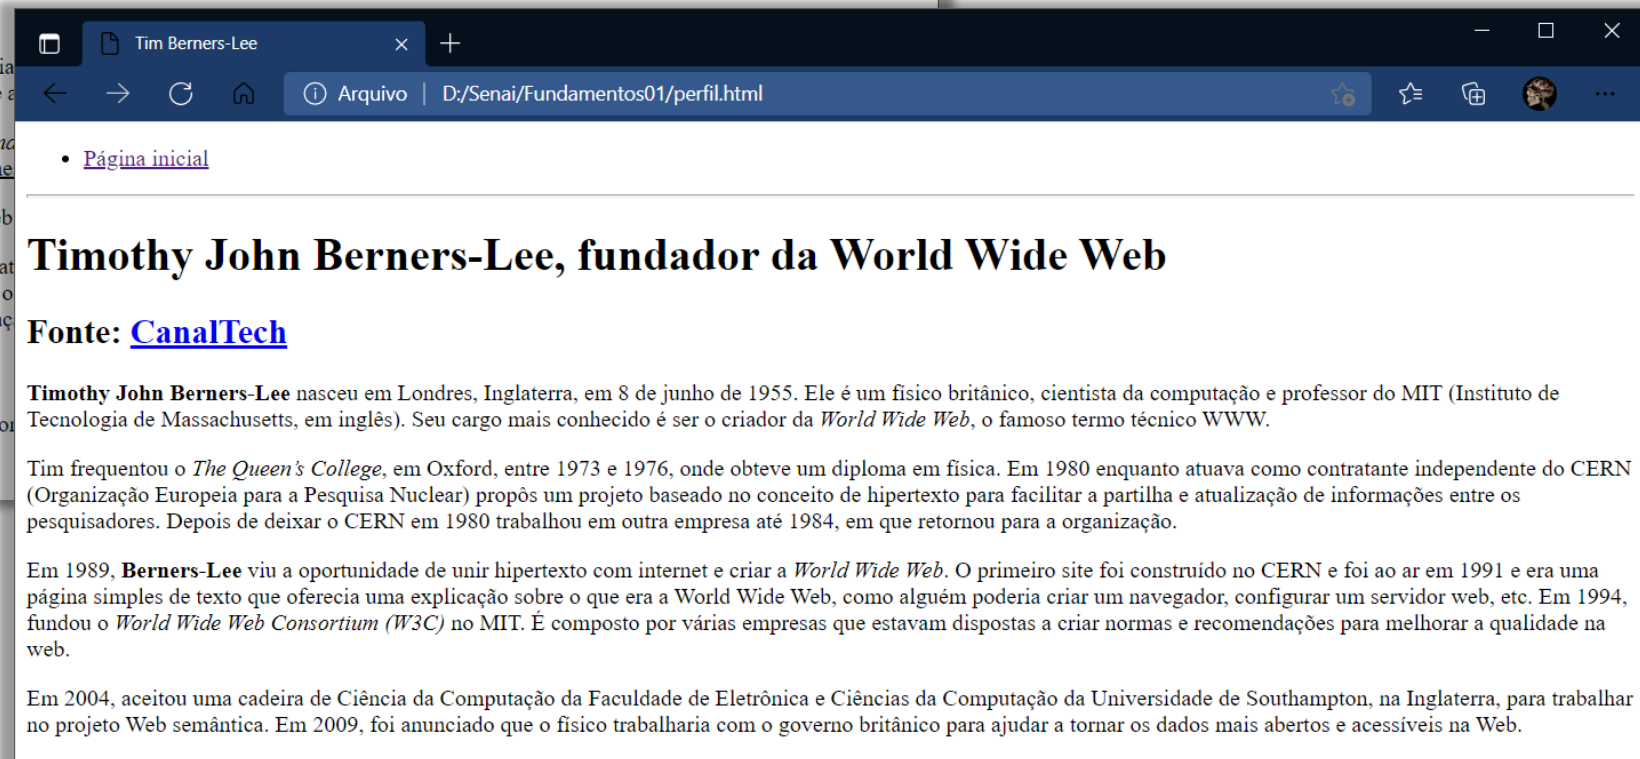 Tim Berners-Lee
Arquivo
D:/Senai/Fundamentos01/perfil.html
Página inicial
Timothy John Berners-Lee, fundador da World Wide Web
Fonte: CanalTech
Timothy John Berners-Lee nasceu em Londres, Inglaterra, em 8 de junho de 1955. Ele é um físico britânico, cientista da computação e professor do MIT (Instituto de
Tecnologia de Massachusetts, em inglês). Seu cargo mais conhecido é ser o criador da World Wide Web, o famoso termo técnico WWW.
Tim frequentou o The Queen’s College, em Oxford, entre 1973 e 1976, onde obteve um diploma em física. Em 1980 enquanto atuava como contratante independente do CERN
(Organização Europeia para a Pesquisa Nuclear) propôs um projeto baseado no conceito de hipertexto para facilitar a partilha e atualização de informações entre os
pesquisadores. Depois de deixar o CERN em 1980 trabalhou em outra empresa até 1984, em que retornou para a organização.
Em 1989, Berners-Lee viu a oportunidade de unir hipertexto com internet e criar a World Wide Web. O primeiro site foi construído no CERN e foi ao ar em 1991 e era uma
página simples de texto que oferecia uma explicação sobre o que era a World Wide Web, como alguém poderia criar um navegador, configurar um servidor web, etc. Em 1994,
fundou o World Wide Web Consortium (W3C) no MIT. É composto por várias empresas que estavam dispostas a criar normas e recomendações para melhorar a qualidade na
web.
Em 2004, aceitou uma cadeira de Ciência da Computação da Faculdade de Eletrônica e Ciências da Computação da Universidade de Southampton, na Inglaterra, para trabalhar
no projeto Web semântica. Em 2009, foi anunciado que o físico trabalharia com o governo britânico para ajudar a tornar os dados mais abertos e acessíveis na Web.